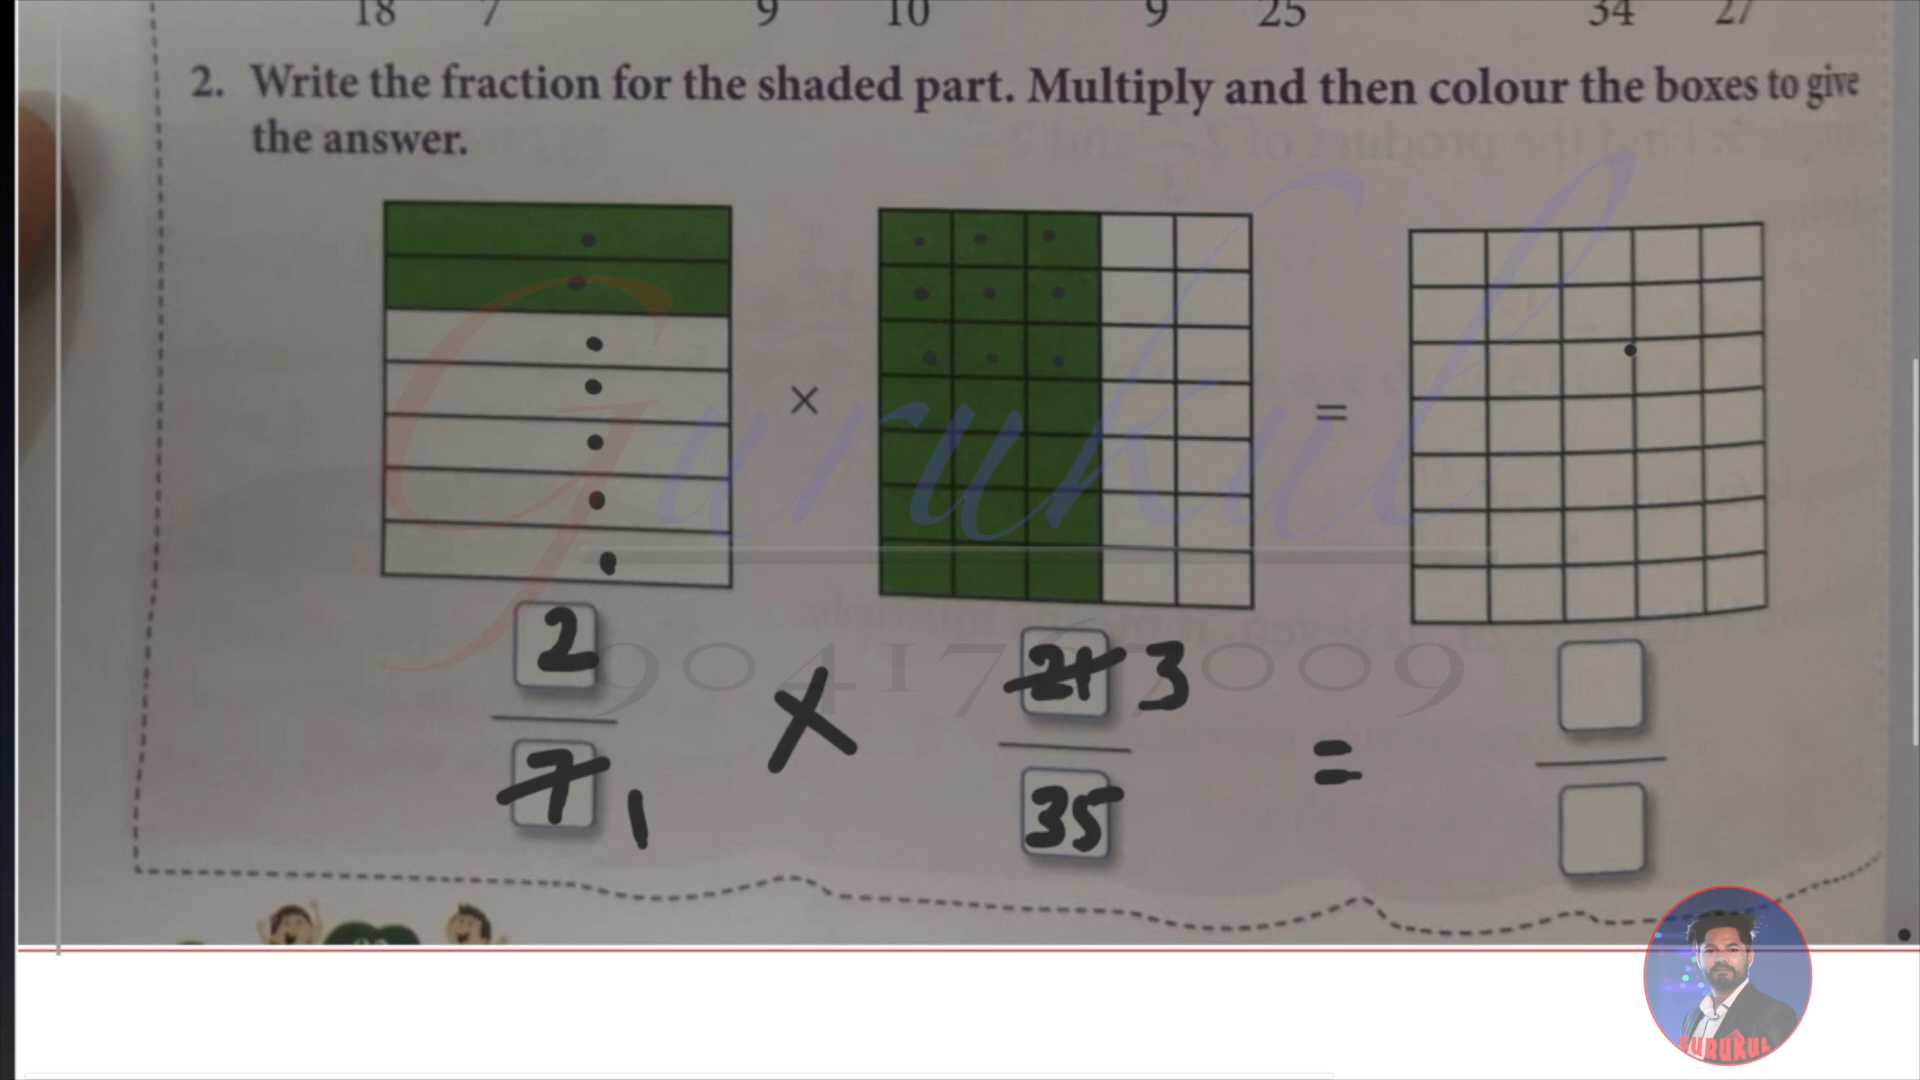 18 7 9 10 9 25 34 27
2. Write the fraction for the shaded part. Multiply and then colour the boxes to give
the answer.
× =
Gurukul
2 × 21 3 =
7 1 35
GURUKUL